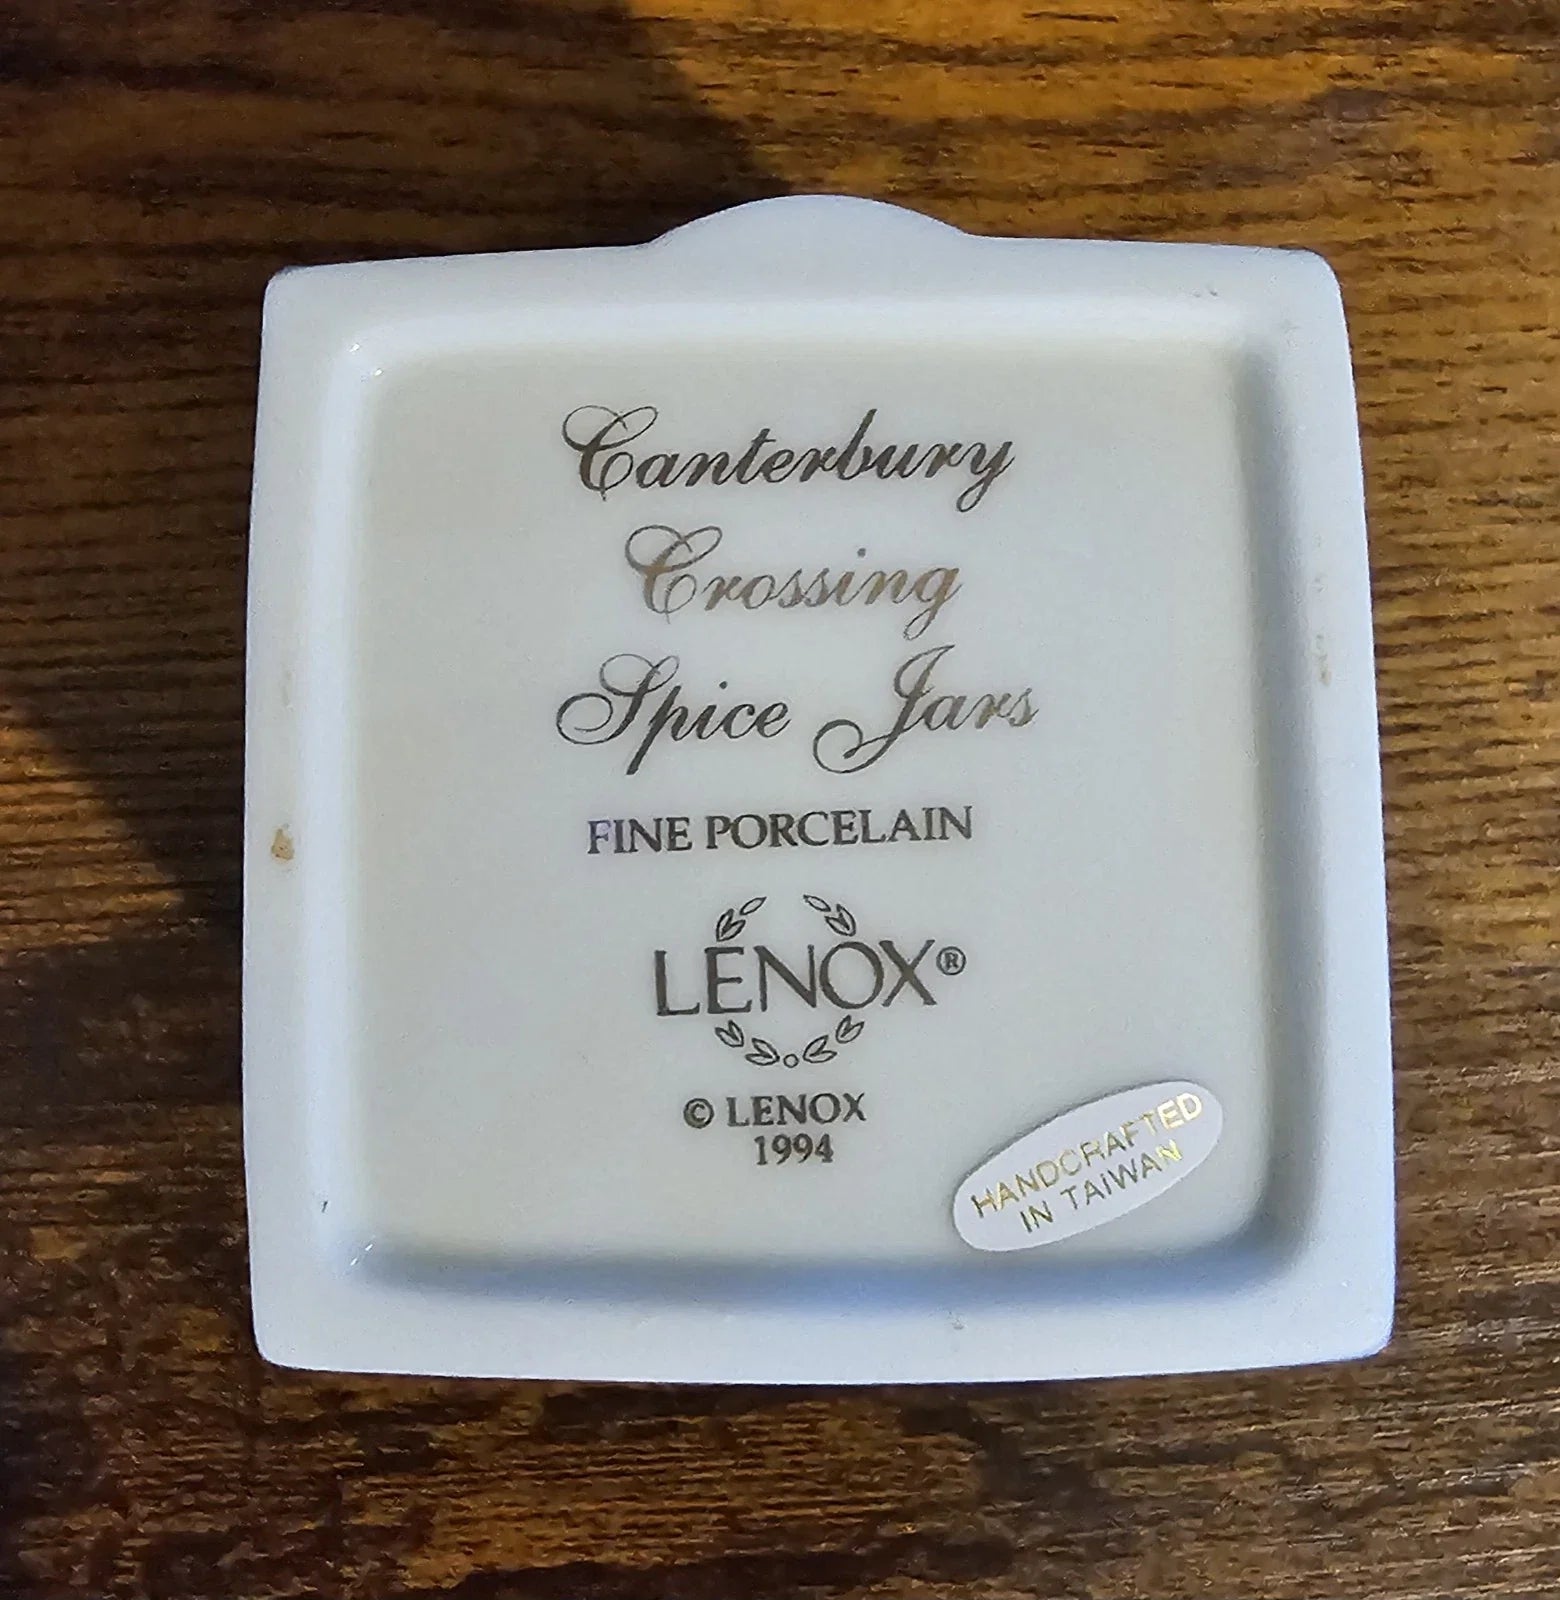 Canterbury
Crossing
Spice Jars
FINE PORCELAIN
LENOX®
© LENOX
1994
HANDCRAFTED
IN TAIWAN